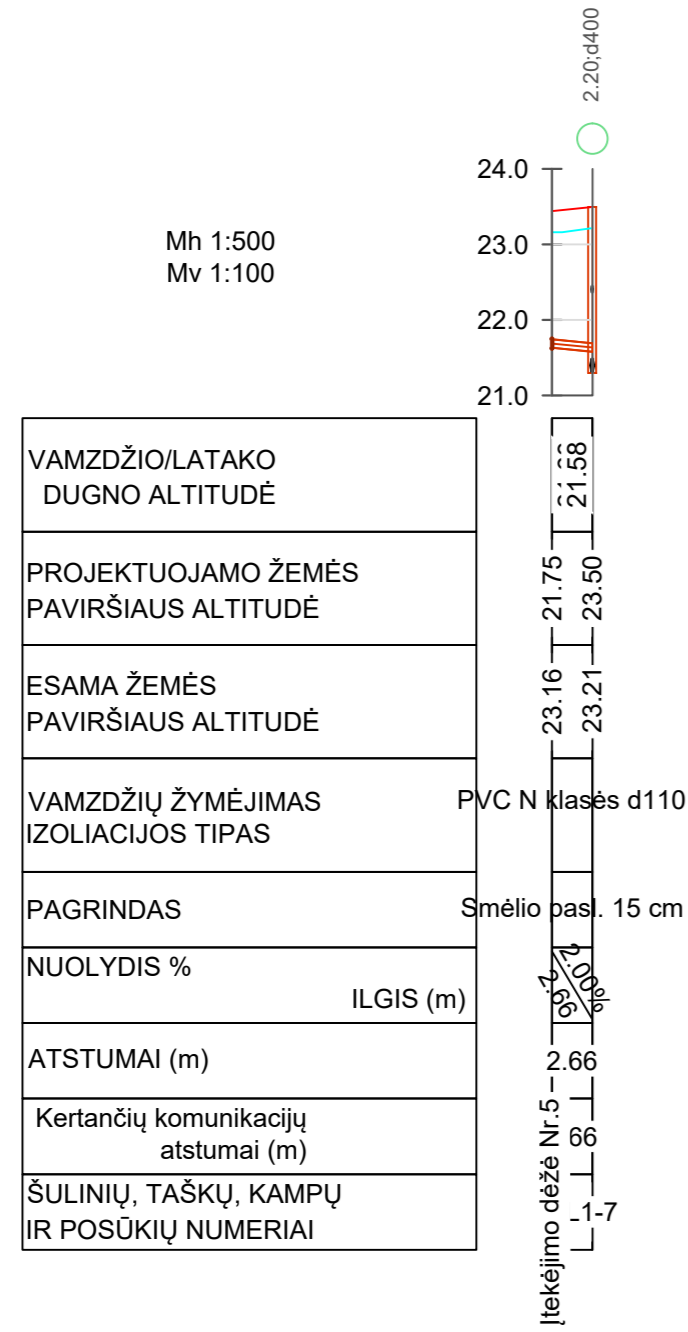 2.20;d400
24.0
23.0
22.0
21.0
Mh 1:500
Mv 1:100
VAMZDŽIO/LATAKO
DUGNO ALTITUDĖ
21.58
PROJEKTUOJAMO ŽEMĖS
PAVIRŠIAUS ALTITUDĖ
21.75
23.50
ESAMA ŽEMĖS
PAVIRŠIAUS ALTITUDĖ
23.16
23.21
VAMZDŽIŲ ŽYMĖJIMAS
IZOLIACIJOS TIPAS
PVC N klasės d110
PAGRINDAS
Smėlio pasl. 15 cm
NUOLYDIS %
ILGIS (m)
2.00%
2.66
ATSTUMAI (m)
2.66
Kertančių komunikacijų
atstumai (m)
66
ŠULINIŲ, TAŠKŲ, KAMPŲ
IR POSŪKIŲ NUMERIAI
Įtekėjimo dėžė Nr.5
1-7